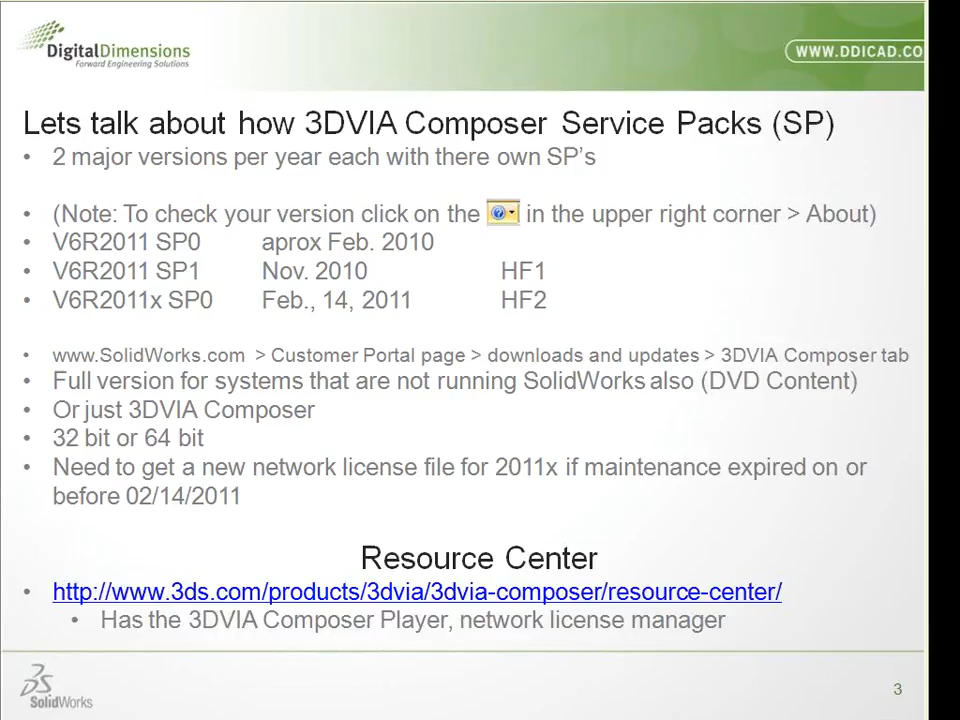 DigitalDimensions
Forward Engineering Solutions
WWW.DDICAD.CO
Lets talk about how 3DVIA Composer Service Packs (SP)
• 2 major versions per year each with there own SP's
• (Note: To check your version click on the in the upper right corner > About)
• V6R2011 SP0 aprox Feb. 2010
• V6R2011 SP1 Nov. 2010 HF1
• V6R2011x SP0 Feb., 14, 2011 HF2
• www.SolidWorks.com > Customer Portal page > downloads and updates > 3DVIA Composer tab
• Full version for systems that are not running SolidWorks also (DVD Content)
• Or just 3DVIA Composer
• 32 bit or 64 bit
• Need to get a new network license file for 2011x if maintenance expired on or
before 02/14/2011
Resource Center
• http://www.3ds.com/products/3dvia/3dvia-composer/resource-center/
• Has the 3DVIA Composer Player, network license manager
SolidWorks
3